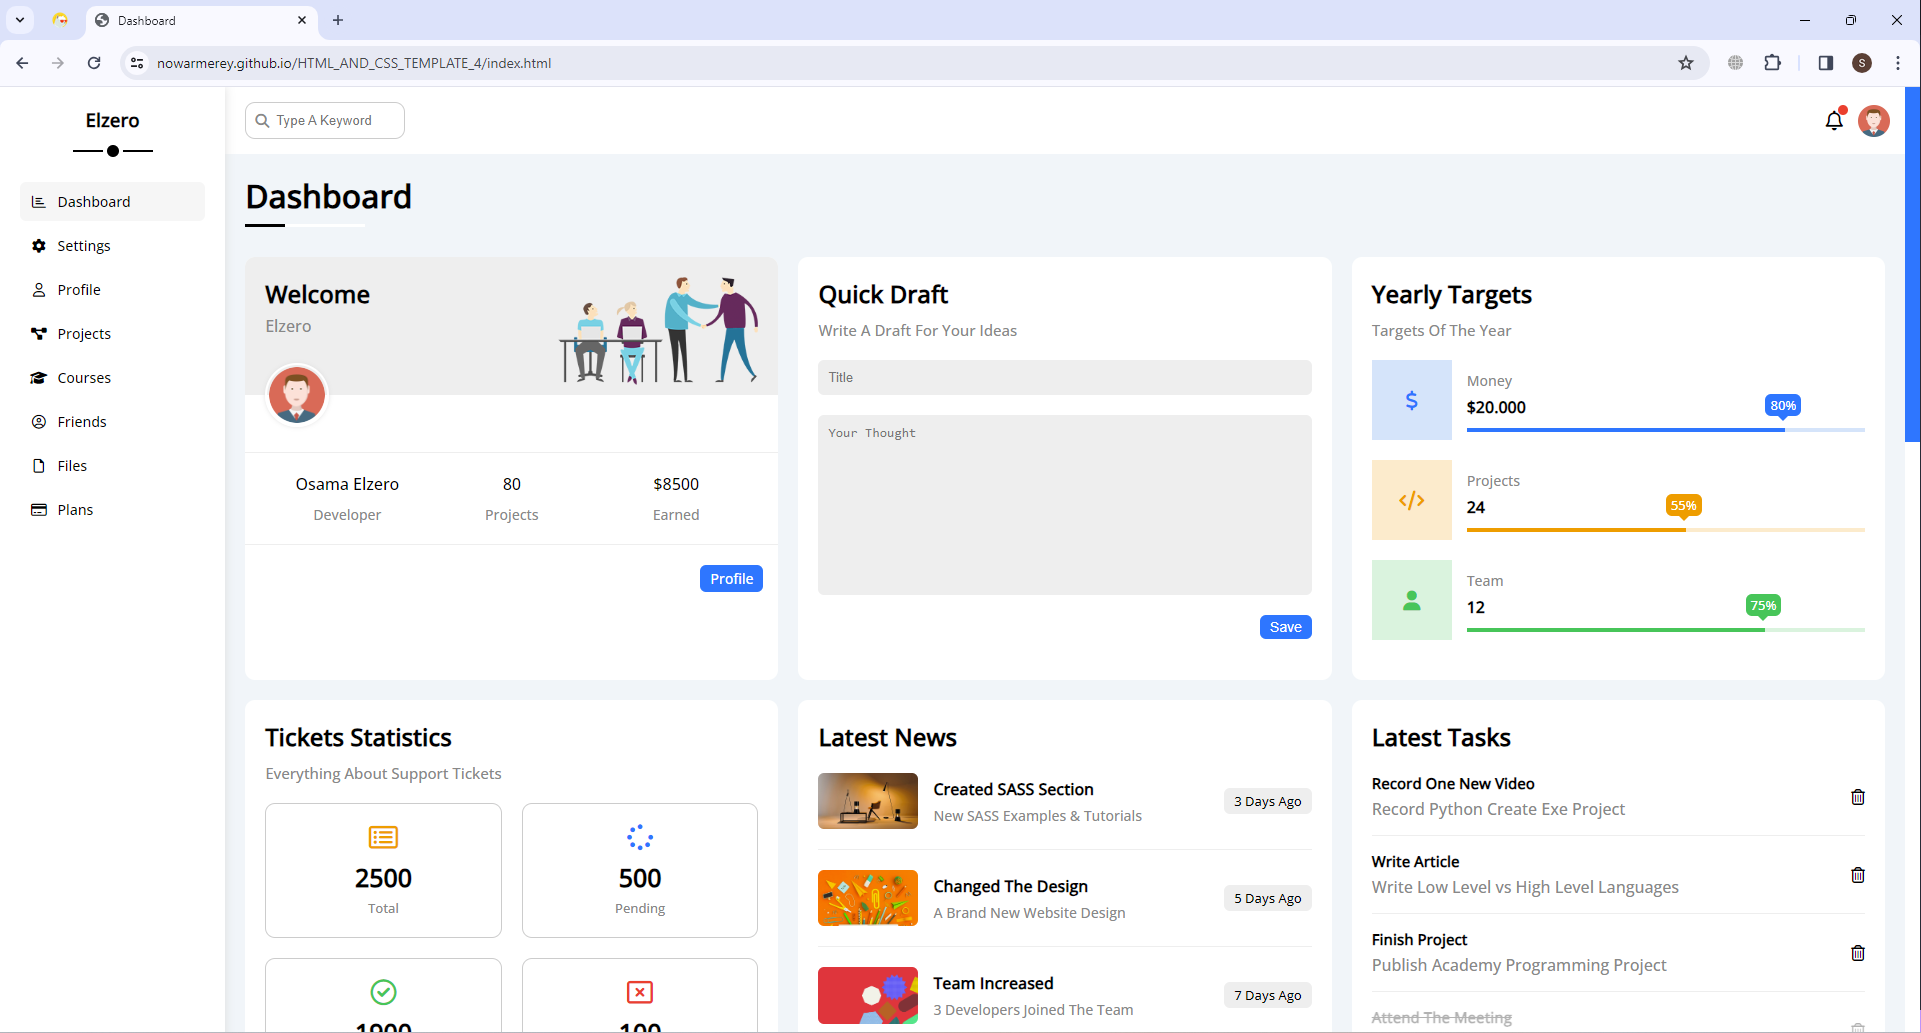 Dashboard
nowarmerey.github.io/HTML_AND_CSS_TEMPLATE_4/index.html
S
Elzero
Dashboard
Settings
Profile
Projects
Courses
Friends
Files
Plans
Type A Keyword
Dashboard
Welcome
Elzero
Osama Elzero
Developer
80
Projects
$8500
Earned
Profile
Quick Draft
Write A Draft For Your Ideas
Title
Your Thought
Save
Yearly Targets
Targets Of The Year
Money
$20.000
80%
Projects
24
55%
Team
12
75%
Tickets Statistics
Everything About Support Tickets
2500
Total
500
Pending
1900
100
Latest News
Created SASS Section
New SASS Examples & Tutorials
3 Days Ago
Changed The Design
A Brand New Website Design
5 Days Ago
Team Increased
3 Developers Joined The Team
7 Days Ago
Latest Tasks
Record One New Video
Record Python Create Exe Project
Write Article
Write Low Level vs High Level Languages
Finish Project
Publish Academy Programming Project
Attend The Meeting